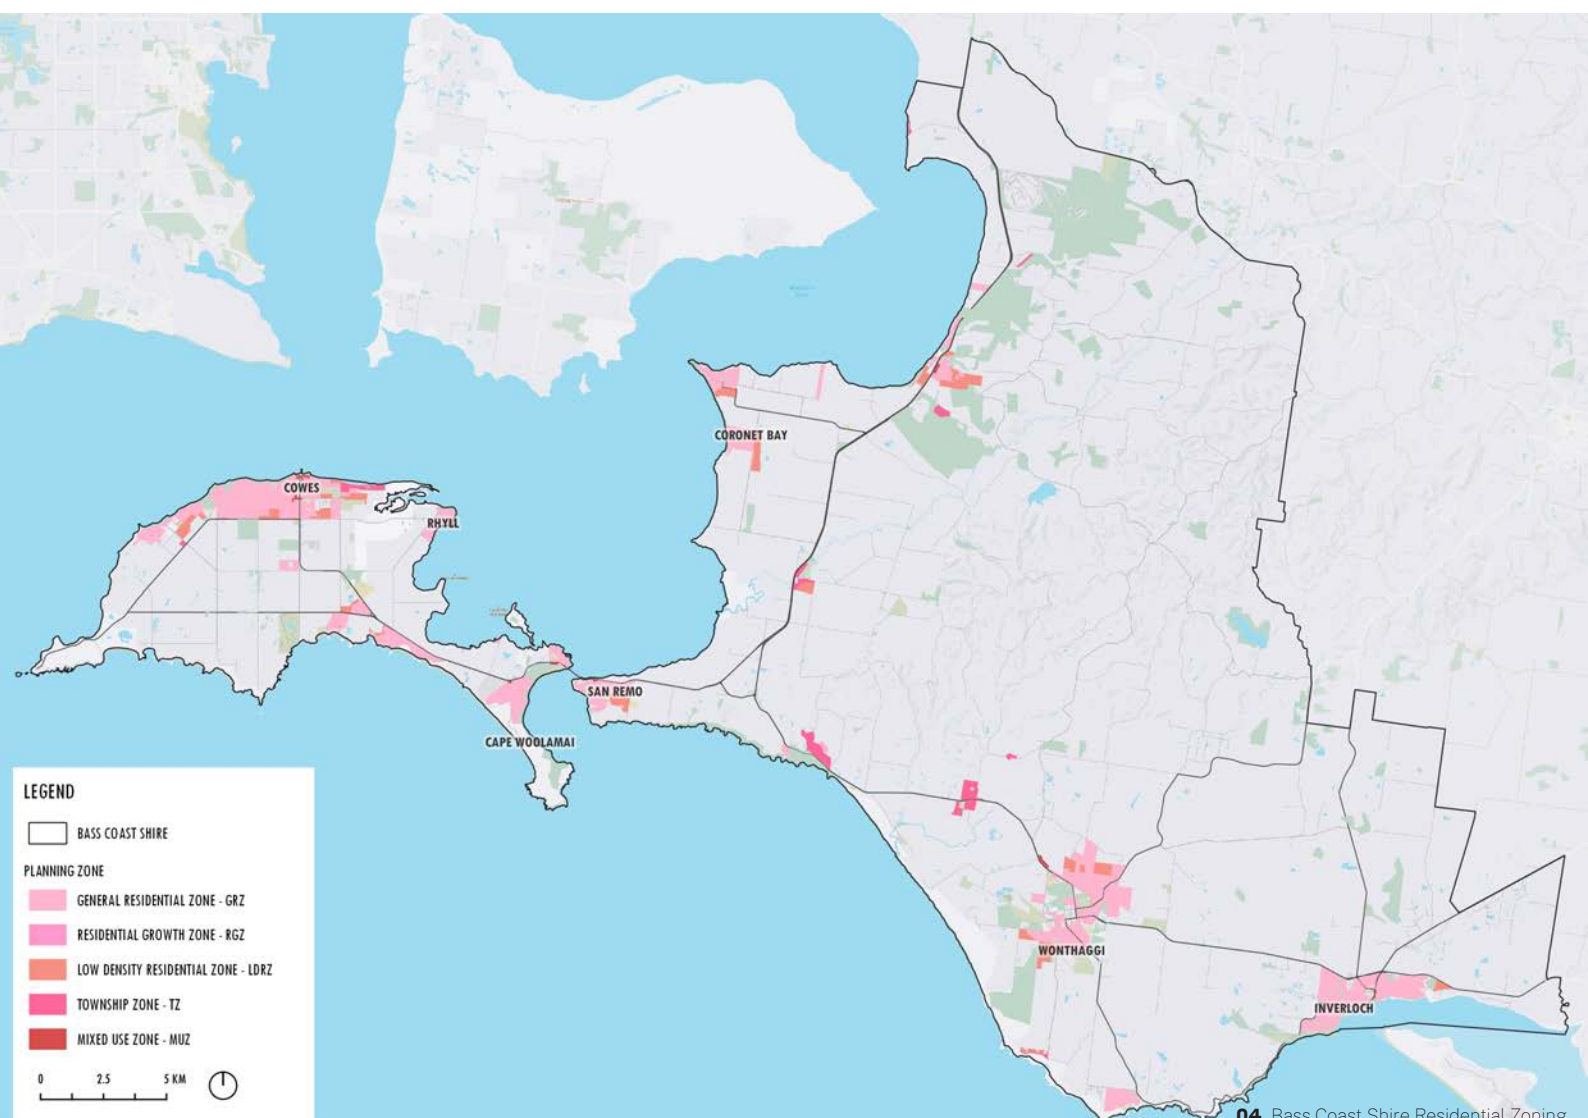 CORONET BAY
COWES
RHYLL
SAN REMO
CAPE WOOLAMAI
WONTHAGGI
INVERLOCH
LEGEND
BASS COAST SHIRE
PLANNING ZONE
GENERAL RESIDENTIAL ZONE - GRZ
RESIDENTIAL GROWTH ZONE - RGZ
LOW DENSITY RESIDENTIAL ZONE - LDRZ
TOWNSHIP ZONE - TZ
MIXED USE ZONE - MUZ
0 2.5 5 KM
04 Bass Coast Shire Residential Zoning